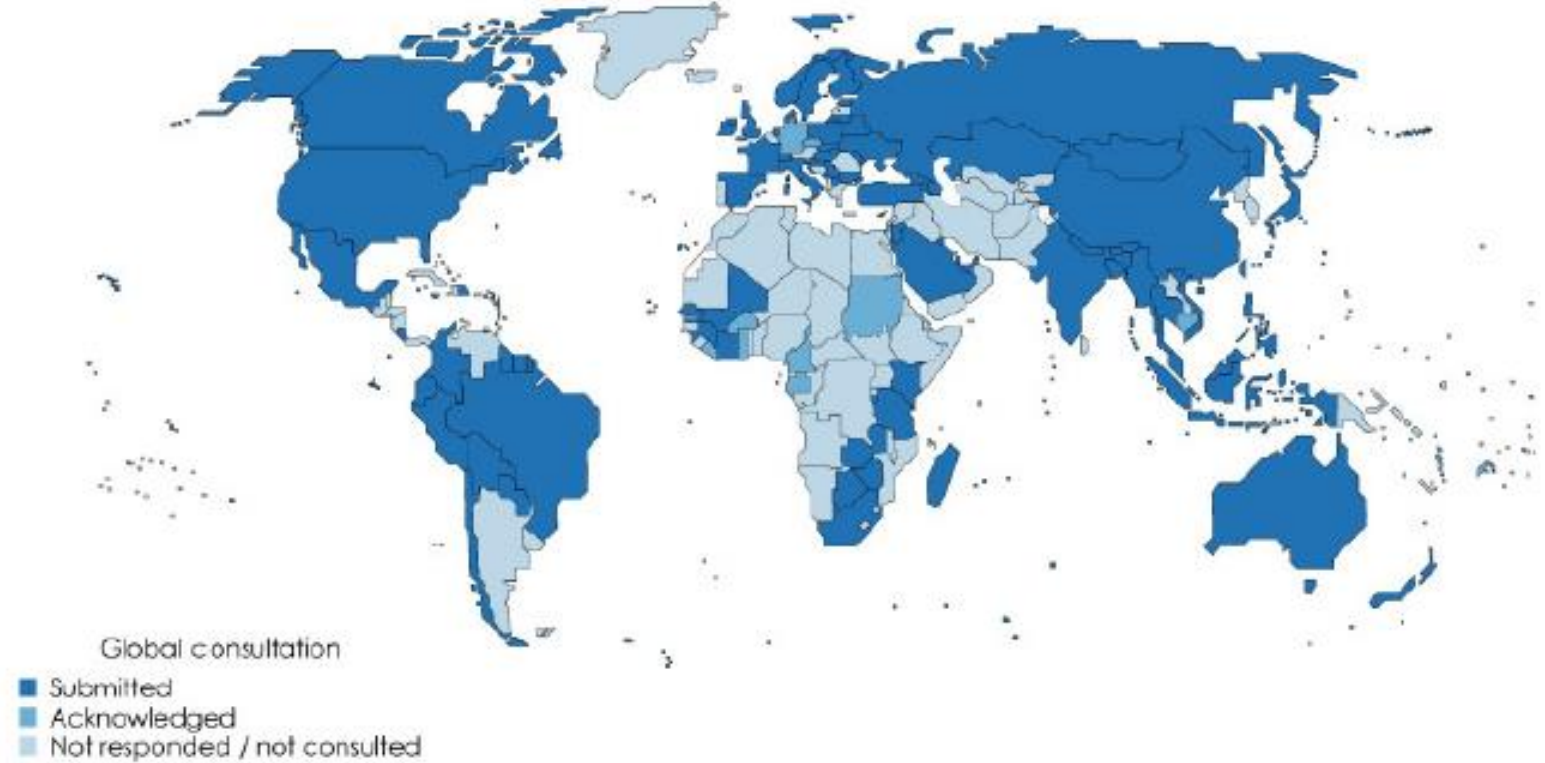 Global consultation
Submitted
Acknowledged
Not responded / not consulted